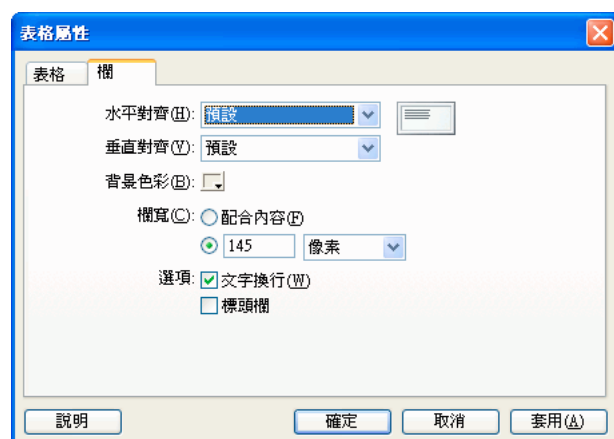 表格屬性
表格 欄
水平對齊(H): 預設
垂直對齊(V): 預設
背景色彩(B):
欄寬(C): 配合內容(F)
145 像素
選項: 文字換行(W)
標頭欄
說明 確定 取消 套用(A)